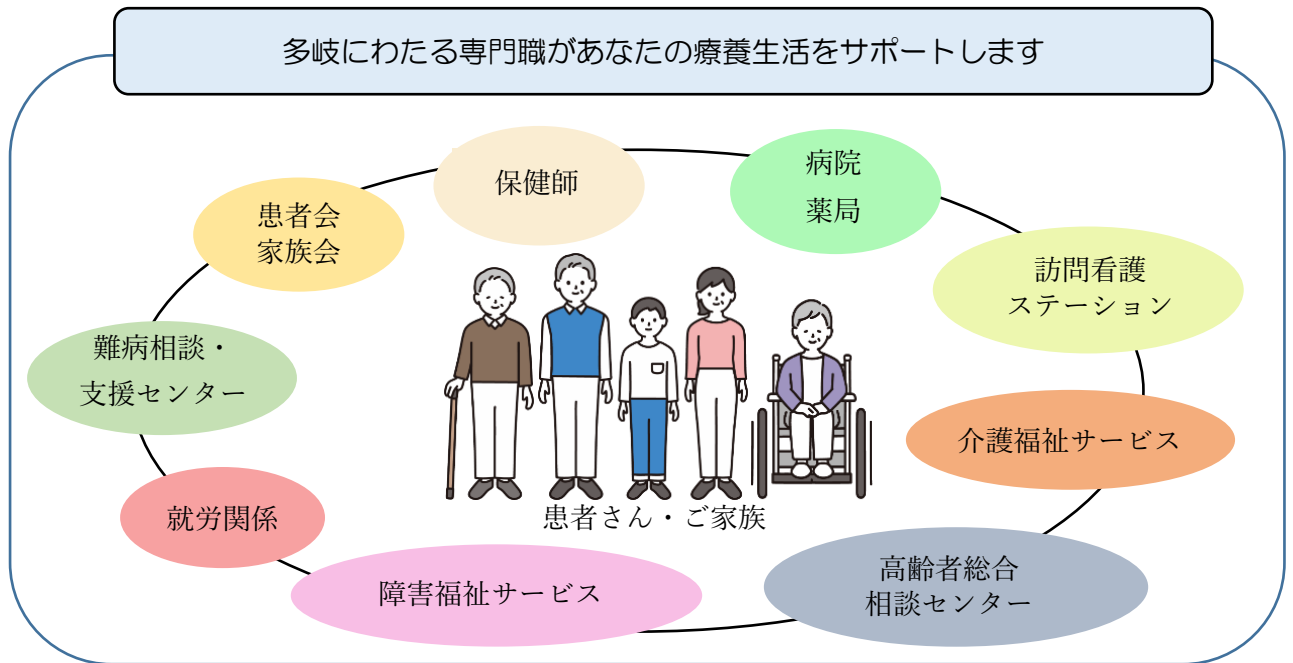 多岐にわたる専門職があなたの療養生活をサポートします
保健師
病院
薬局
患者会
家族会
訪問看護
ステーション
難病相談・
支援センター
介護福祉サービス
就労関係
患者さん・ご家族
障害福祉サービス
高齢者総合
相談センター